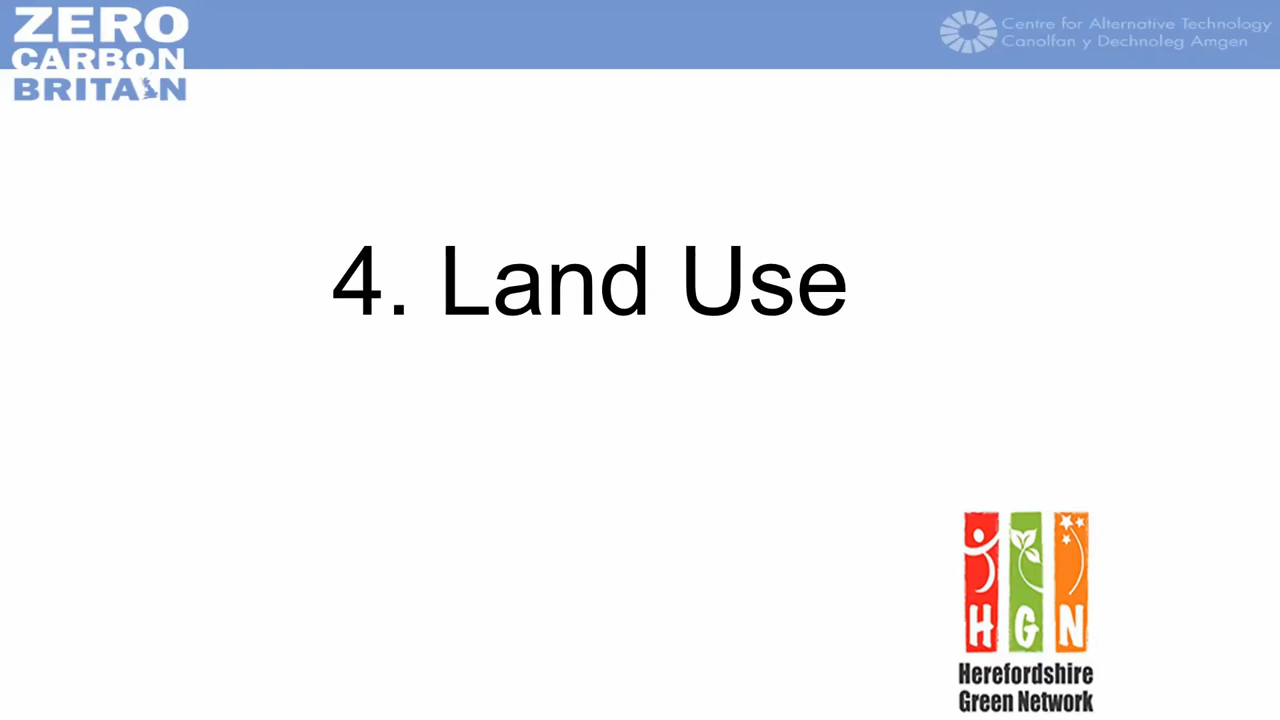 ZERO
CARBON
BRITAIN
Centre for Alternative Technology
Canolfan y Dechnoleg Amgen
4. Land Use
H G N
Herefordshire
Green Network